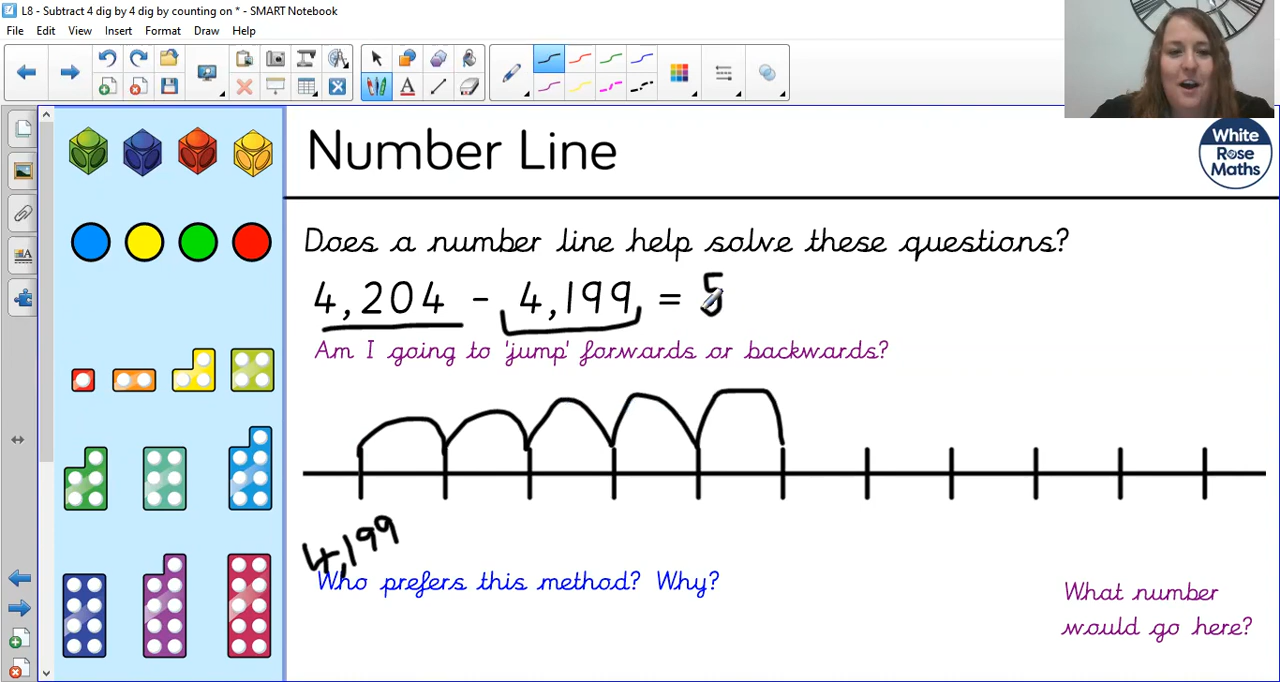 L8 - Subtract 4 dig by 4 dig by counting on * - SMART Notebook
File Edit View Insert Format Draw Help
White
Rose
Maths
Number Line
Does a number line help solve these questions?
4,204 - 4,199 = 5
Am I going to 'jump' forwards or backwards?
4,199
Who prefers this method? Why?
What number
would go here?